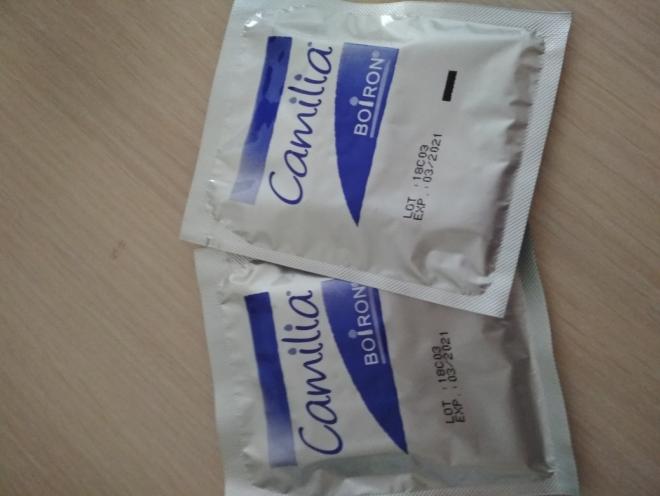 Camilia
BOIRON®
LOT : 18C03
EXP. : 03/2021
Camilia
BOIRON
LOT : 18C03
EXP. : 03/2021